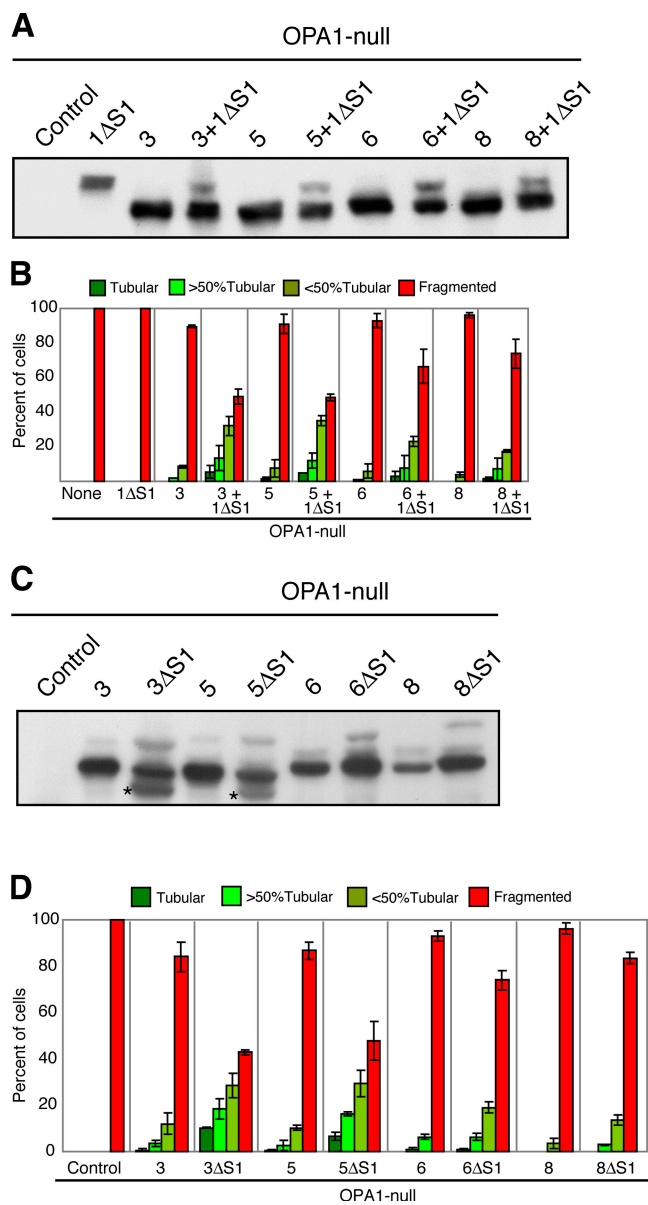 A
OPA1-null
Control 1ΔS1 3 3+1ΔS1 5 5+1ΔS1 6 6+1ΔS1 8 8+1ΔS1
B
Tubular >50%Tubular <50%Tubular Fragmented
100
80
60
40
20
Percent of cells
None 1ΔS1 3 3 + 5 5 + 6 6 + 8 8 +
1ΔS1 1ΔS1 1ΔS1 1ΔS1
OPA1-null
C
OPA1-null
Control 3 3ΔS1 5 5ΔS1 6 6ΔS1 8 8ΔS1
* *
D
Tubular >50%Tubular <50%Tubular Fragmented
100
80
60
40
20
0
Percent of cells
Control 3 3ΔS1 5 5ΔS1 6 6ΔS1 8 8ΔS1
OPA1-null